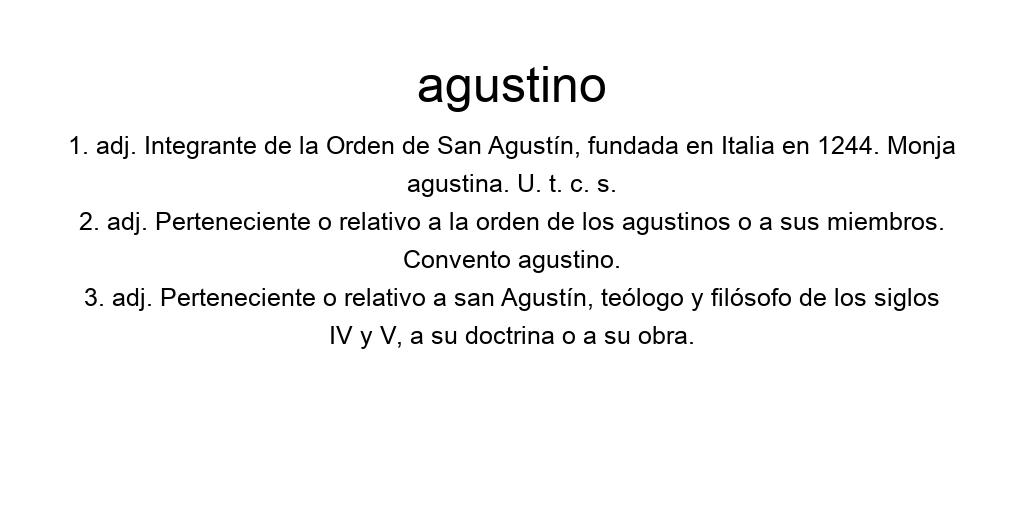 agustino
1. adj. Integrante de la Orden de San Agustín, fundada en Italia en 1244. Monja
agustina. U. t. c. s.
2. adj. Perteneciente o relativo a la orden de los agustinos o a sus miembros.
Convento agustino.
3. adj. Perteneciente o relativo a san Agustín, teólogo y filósofo de los siglos
IV y V, a su doctrina o a su obra.